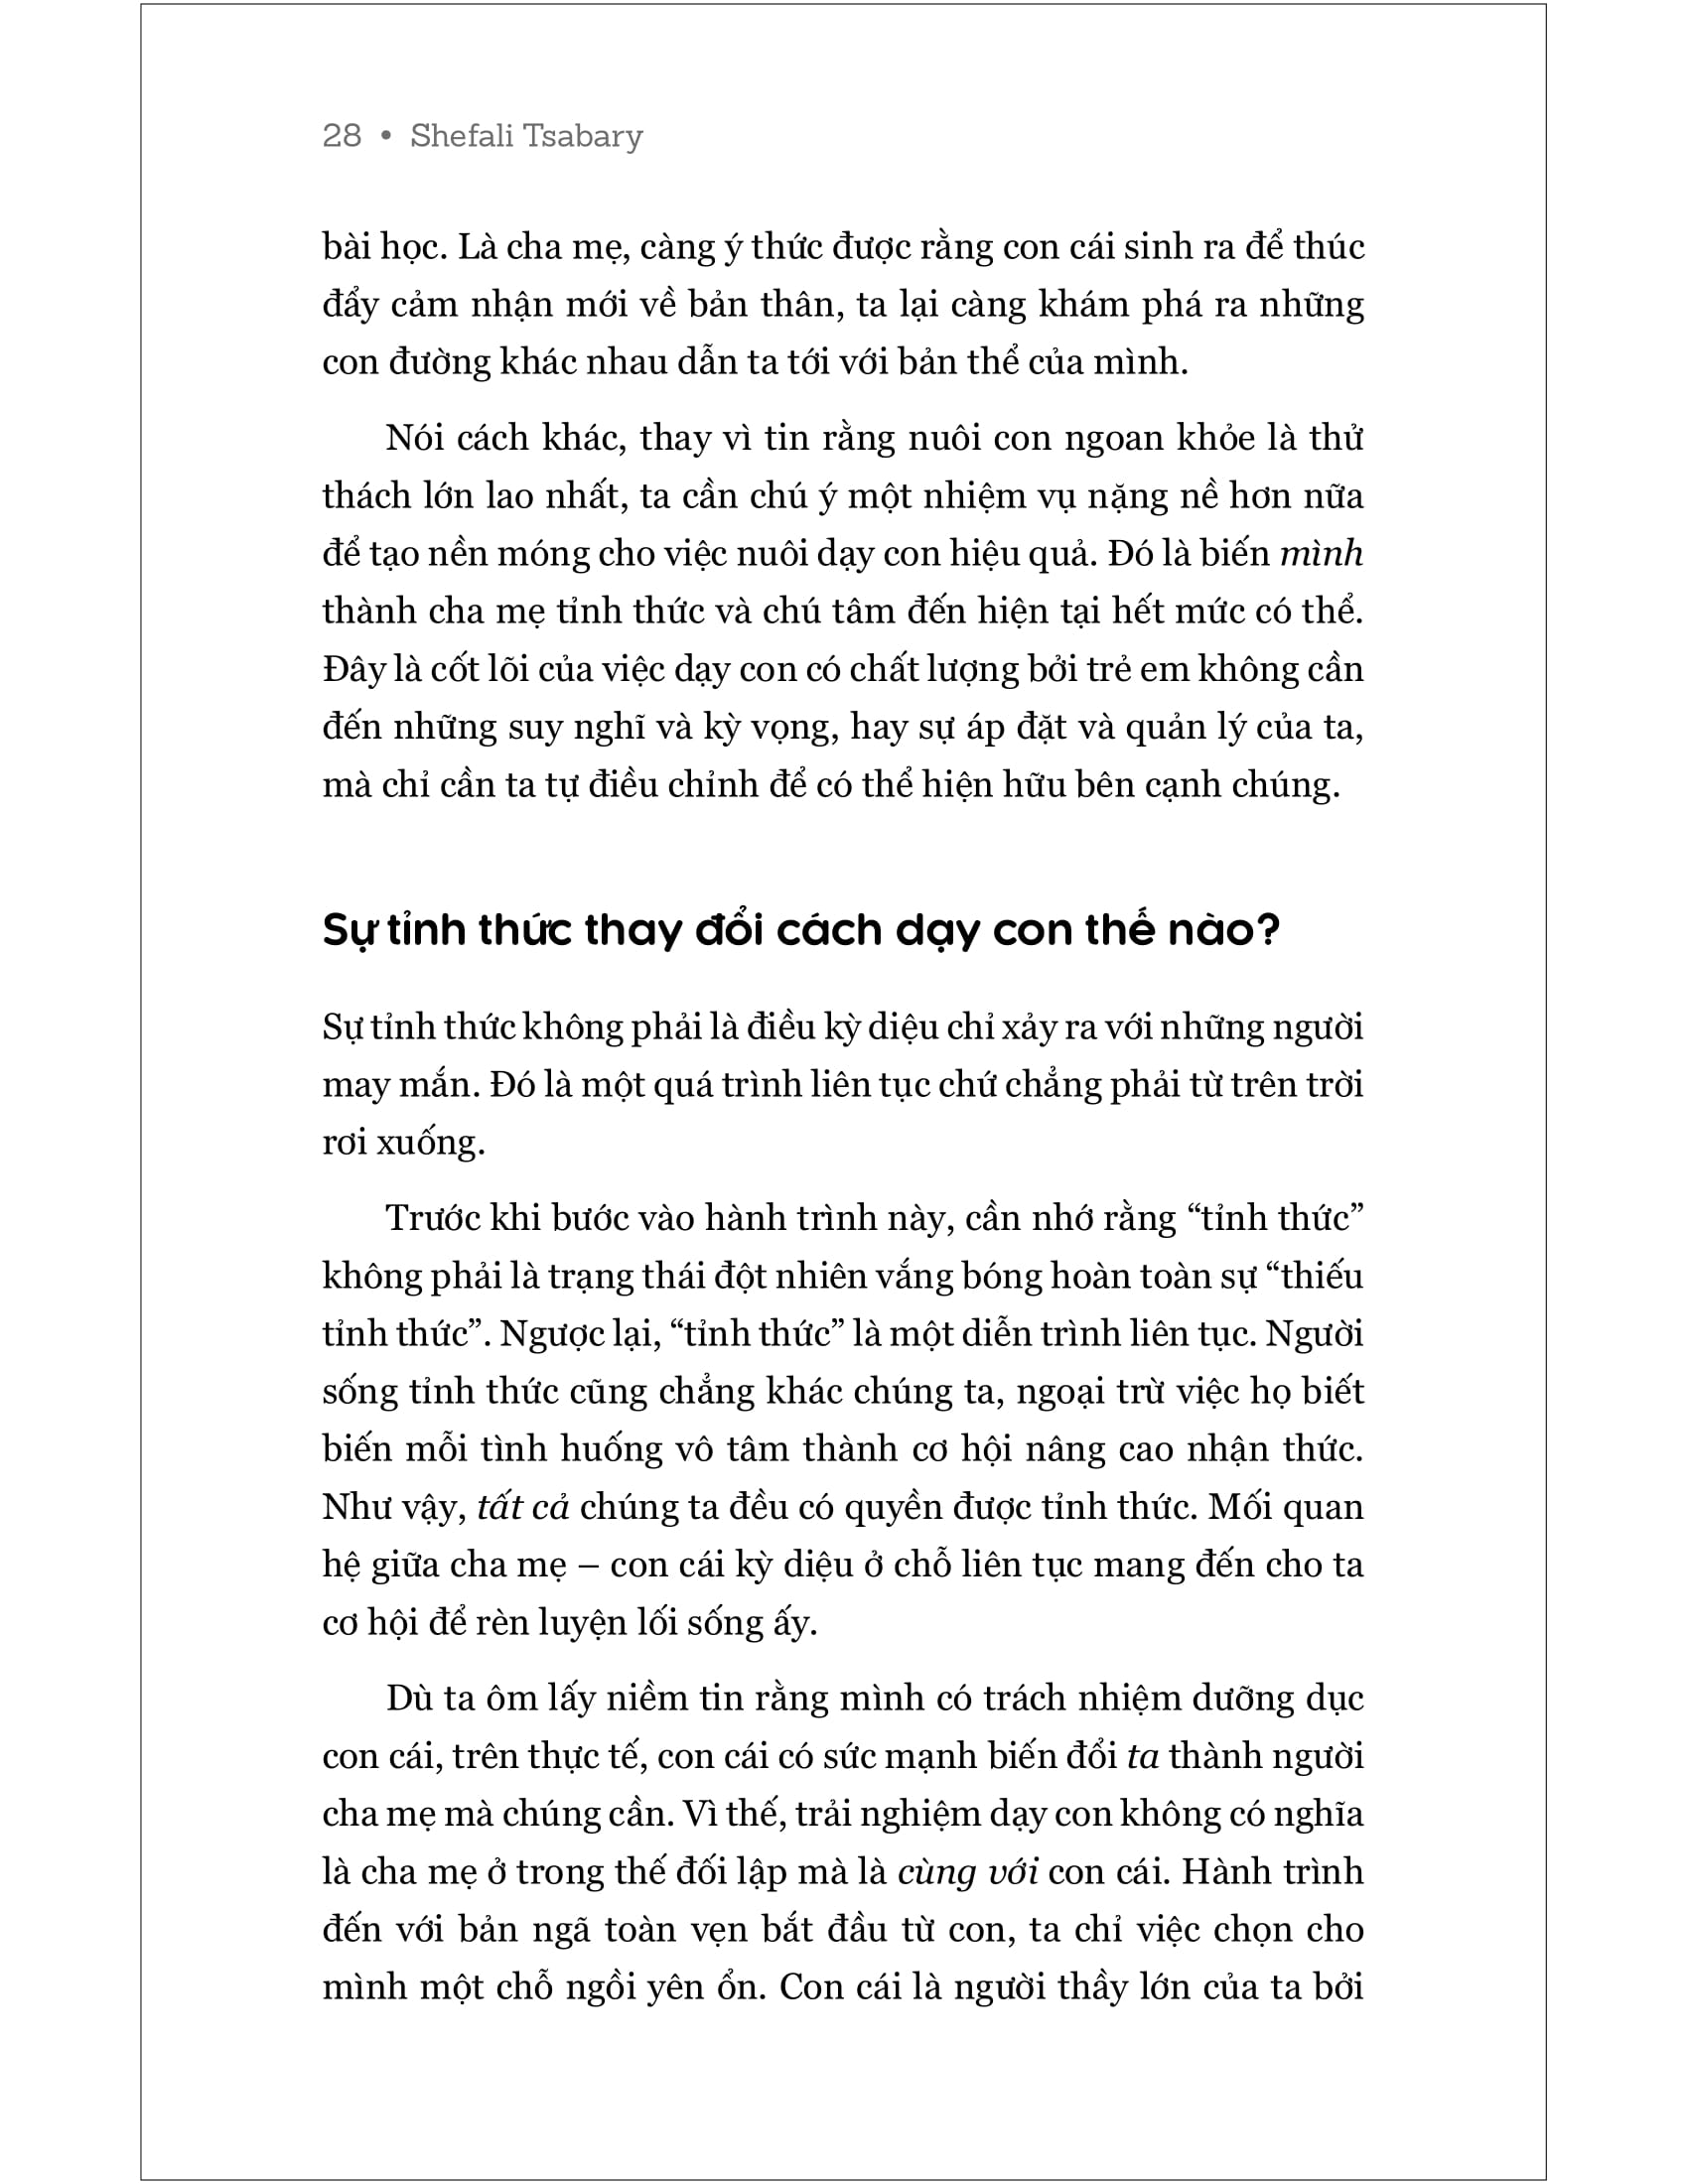 28 • Shefali Tsabary
bài học. Là cha mẹ, càng ý thức được rằng con cái sinh ra để thúc
đẩy cảm nhận mới về bản thân, ta lại càng khám phá ra những
con đường khác nhau dẫn ta tới với bản thể của mình.
Nói cách khác, thay vì tin rằng nuôi con ngoan khỏe là thử
thách lớn lao nhất, ta cần chú ý một nhiệm vụ nặng nề hơn nữa
để tạo nền móng cho việc nuôi dạy con hiệu quả. Đó là biến mình
thành cha mẹ tỉnh thức và chú tâm đến hiện tại hết mức có thể.
Đây là cốt lõi của việc dạy con có chất lượng bởi trẻ em không cần
đến những suy nghĩ và kỳ vọng, hay sự áp đặt và quản lý của ta,
mà chỉ cần ta tự điều chỉnh để có thể hiện hữu bên cạnh chúng.
Sự tỉnh thức thay đổi cách dạy con thế nào?
Sự tỉnh thức không phải là điều kỳ diệu chỉ xảy ra với những người
may mắn. Đó là một quá trình liên tục chứ chẳng phải từ trên trời
rơi xuống.
Trước khi bước vào hành trình này, cần nhớ rằng “tỉnh thức”
không phải là trạng thái đột nhiên vắng bóng hoàn toàn sự “thiếu
tỉnh thức”. Ngược lại, “tỉnh thức” là một diễn trình liên tục. Người
sống tỉnh thức cũng chẳng khác chúng ta, ngoại trừ việc họ biết
biến mỗi tình huống vô tâm thành cơ hội nâng cao nhận thức.
Như vậy, tất cả chúng ta đều có quyền được tỉnh thức. Mối quan
hệ giữa cha mẹ – con cái kỳ diệu ở chỗ liên tục mang đến cho ta
cơ hội để rèn luyện lối sống ấy.
Dù ta ôm lấy niềm tin rằng mình có trách nhiệm dưỡng dục
con cái, trên thực tế, con cái có sức mạnh biến đổi ta thành người
cha mẹ mà chúng cần. Vì thế, trải nghiệm dạy con không có nghĩa
là cha mẹ ở trong thế đối lập mà là cùng với con cái. Hành trình
đến với bản ngã toàn vẹn bắt đầu từ con, ta chỉ việc chọn cho
mình một chỗ ngồi yên ổn. Con cái là người thầy lớn của ta bởi